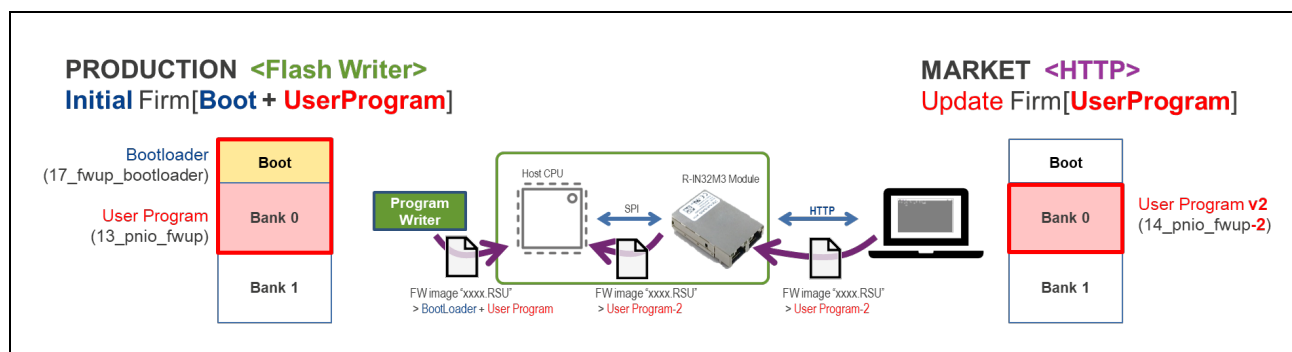 PRODUCTION <Flash Writer>
Initial Firm[Boot + UserProgram]
Bootloader
(17_fwup_bootloader)
User Program
(13_pnio_fwup)
Boot
Bank 0
Bank 1
Program
Writer
Host CPU
SPI
R-IN32M3 Module
HTTP
FW image “xxxx.RSU”
> BootLoader + User Program
FW image “xxxx.RSU”
> User Program-2
FW image “xxxx.RSU”
> User Program-2
MARKET <HTTP>
Update Firm[UserProgram]
Boot
Bank 0
Bank 1
User Program v2
(14_pnio_fwup-2)